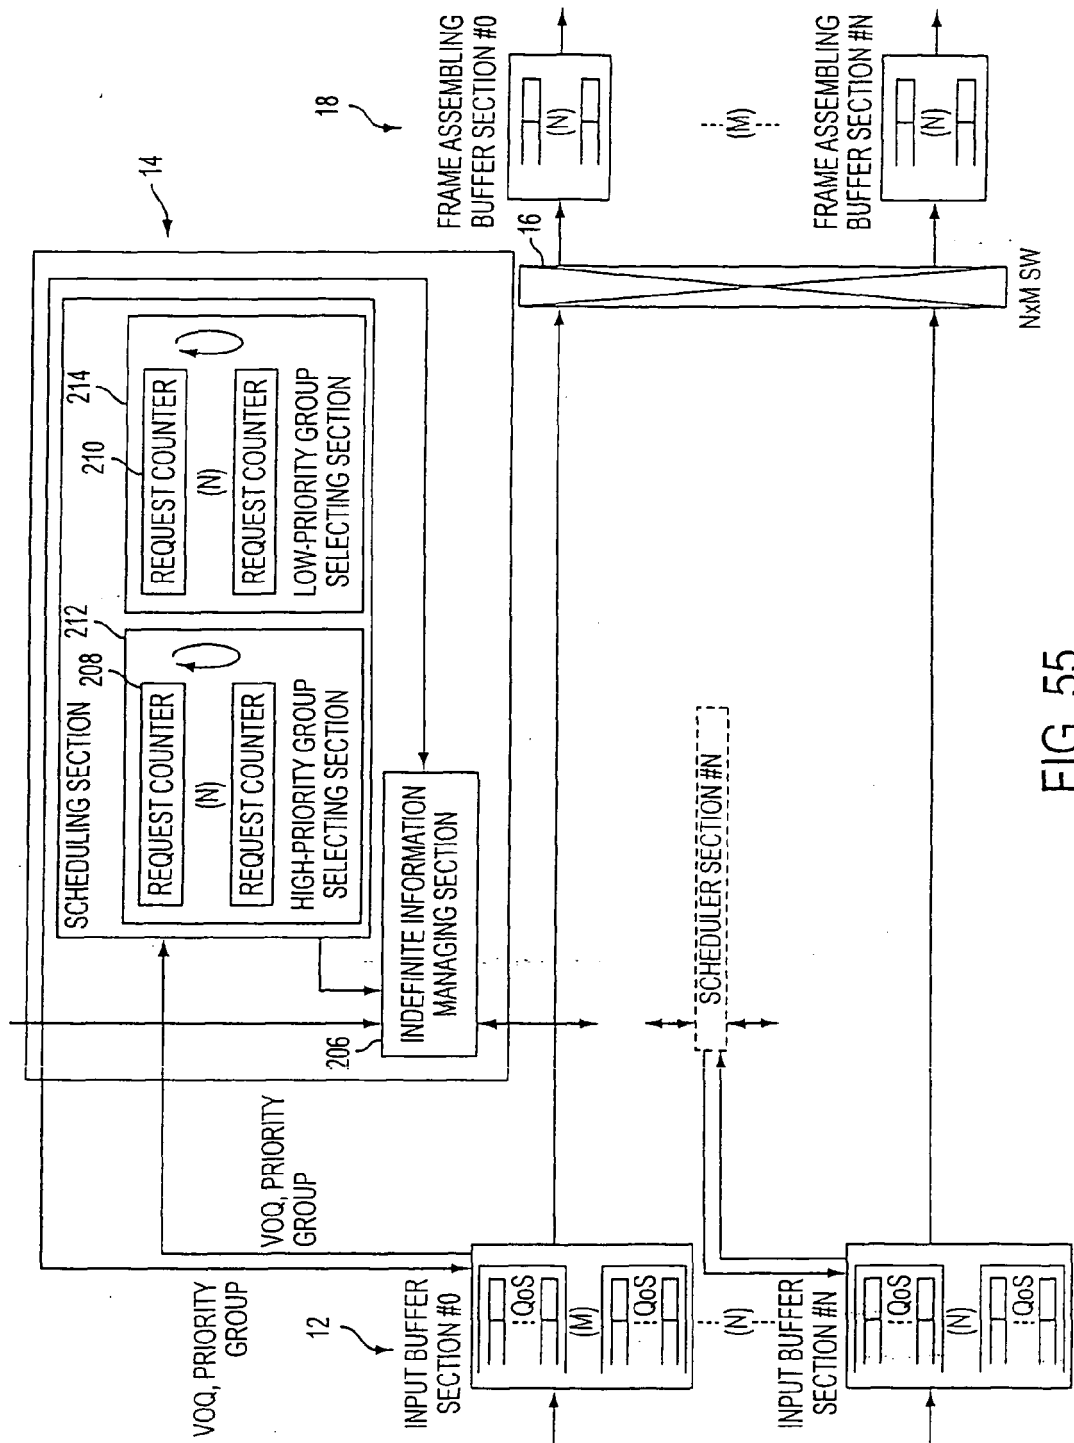 14
SCHEDULING SECTION
208
212
REQUEST COUNTER
(N)
REQUEST COUNTER
HIGH-PRIORITY GROUP
SELECTING SECTION
210
214
REQUEST COUNTER
(N)
REQUEST COUNTER
LOW-PRIORITY GROUP
SELECTING SECTION
206
INDEFINITE INFORMATION
MANAGING SECTION
VOQ, PRIORITY
GROUP
VOQ, PRIORITY
GROUP
12
INPUT BUFFER
SECTION #0
QoS
(M)
QoS
(N)
INPUT BUFFER
SECTION #N
QoS
(N)
QoS
SCHEDULER SECTION #N
16
NxM SW
18
FRAME ASSEMBLING
BUFFER SECTION #0
(N)
(M)
FRAME ASSEMBLING
BUFFER SECTION #N
(N)
FIG. 55